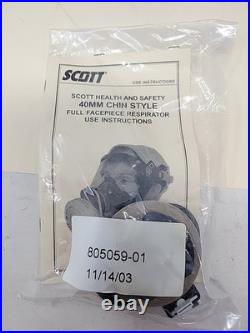 SCOTT
USE INSTRUCTIONS
SCOTT HEALTH AND SAFETY
40MM CHIN STYLE
FULL FACEPIECE RESPIRATOR
USE INSTRUCTIONS
805059-01
11/14/03